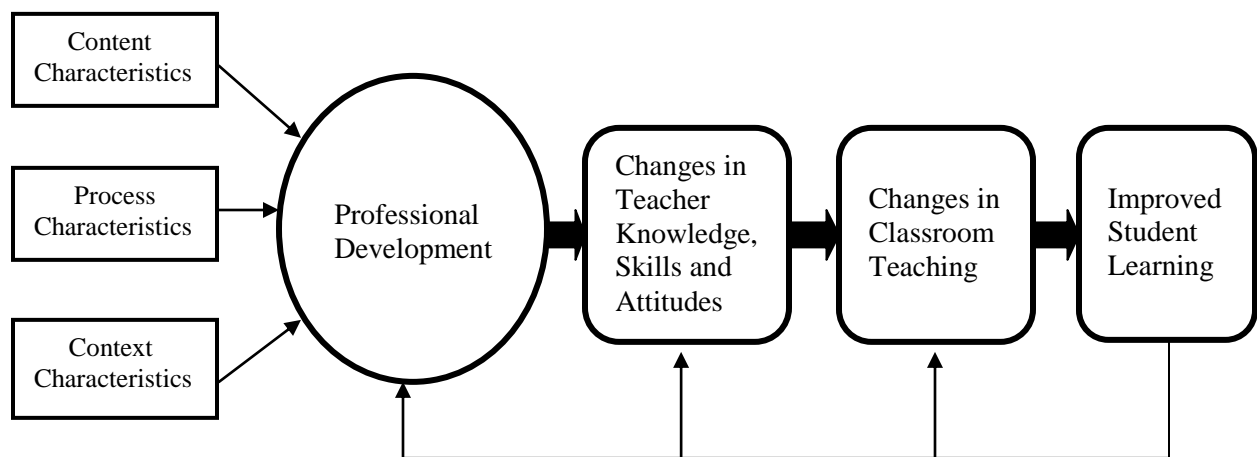 Content
Characteristics
Process
Characteristics
Context
Characteristics
Professional
Development
Changes in
Teacher
Knowledge,
Skills and
Attitudes
Changes in
Classroom
Teaching
Improved
Student
Learning